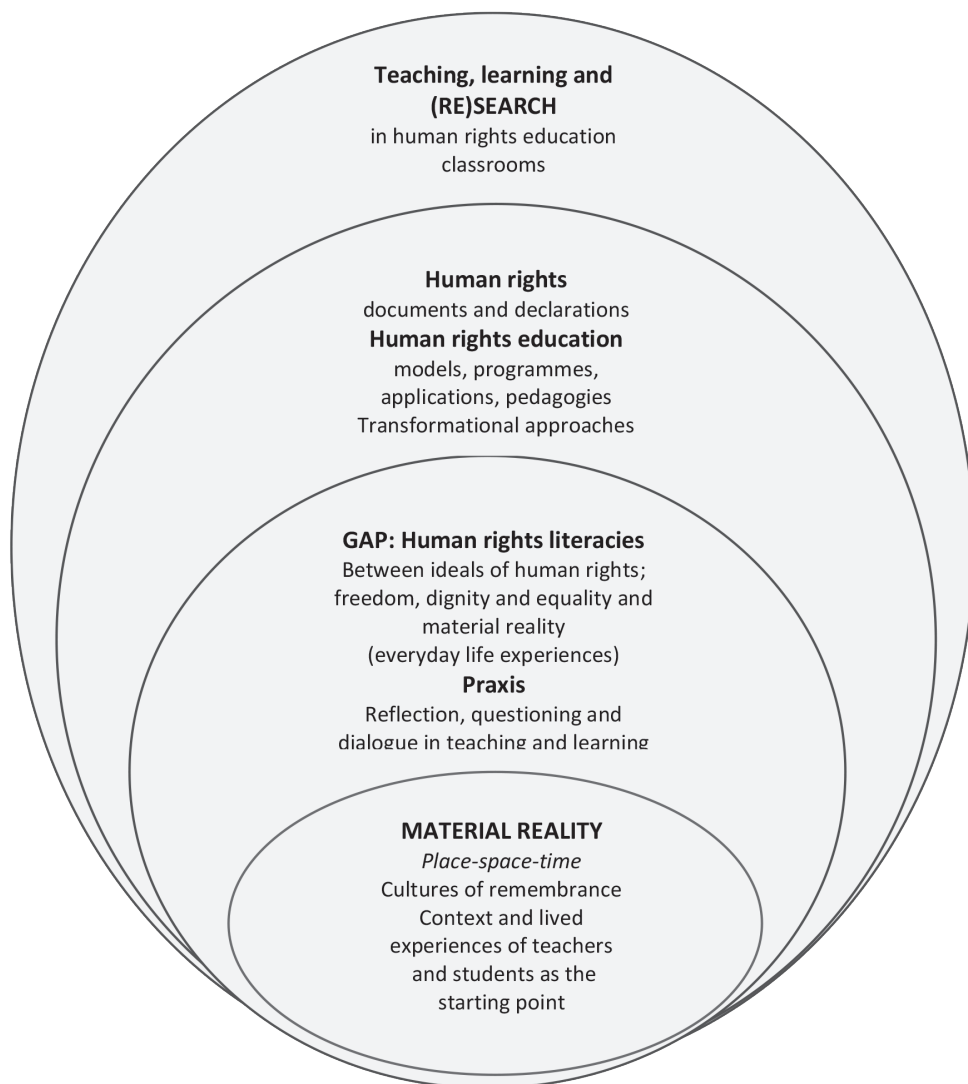 Teaching, learning and
(RE)SEARCH
in human rights education
classrooms
Human rights
documents and declarations
Human rights education
models, programmes,
applications, pedagogies
Transformational approaches
GAP: Human rights literacies
Between ideals of human rights;
freedom, dignity and equality and
material reality
(everyday life experiences)
Praxis
Reflection, questioning and
dialogue in teaching and learning
MATERIAL REALITY
Place-space-time
Cultures of remembrance
Context and lived
experiences of teachers
and students as the
starting point